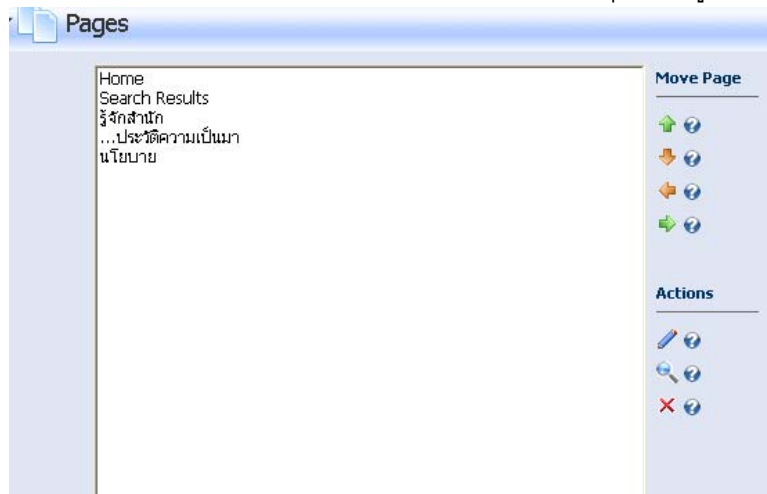 Pages
Home
Search Results
รู้จักสำนัก
...ประวัติความเป็นมา
นโยบาย
Move Page
Actions